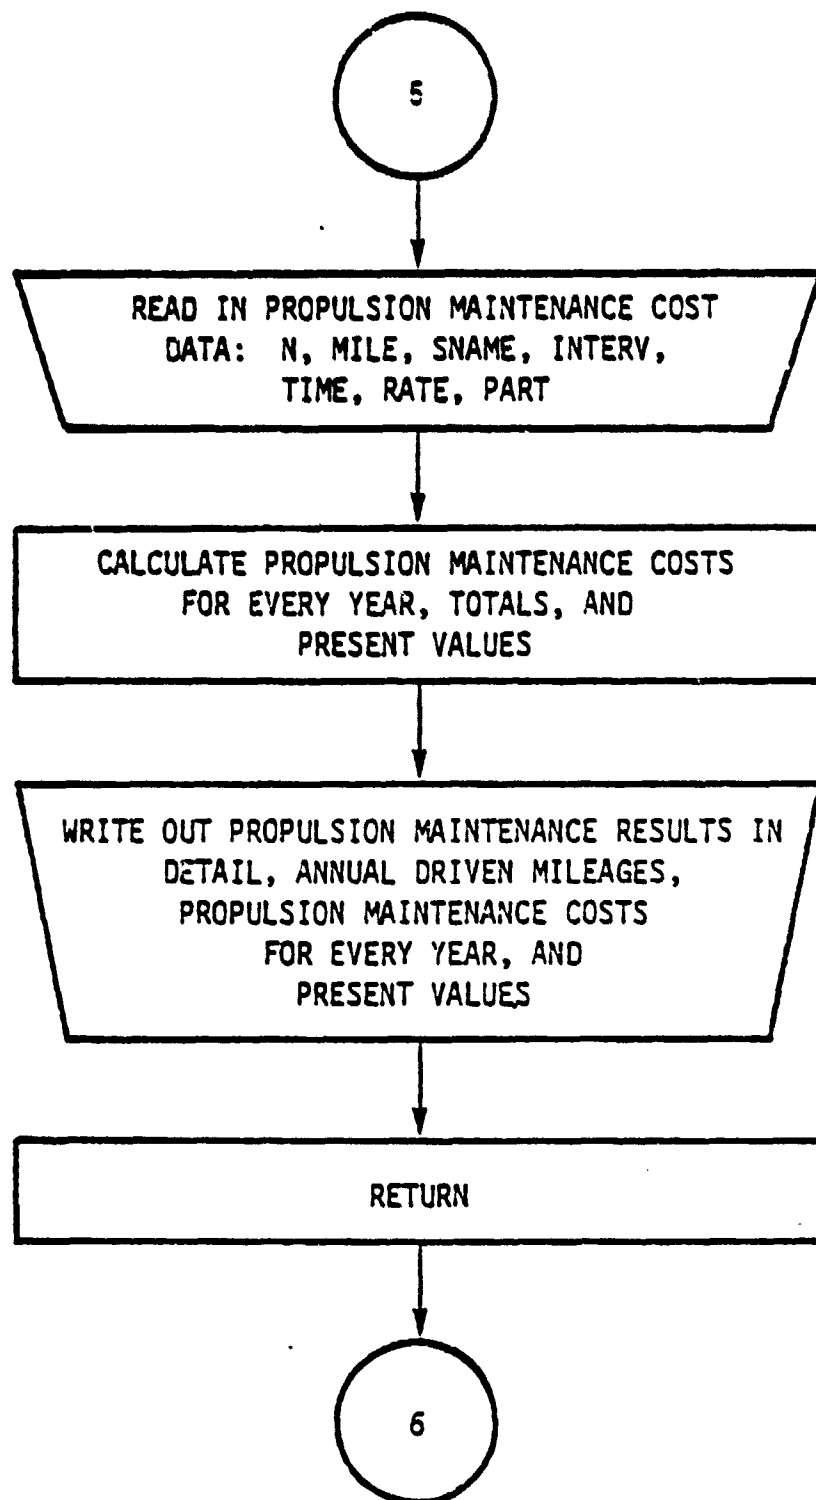 5
READ IN PROPULSION MAINTENANCE COST
DATA: N, MILE, SNAME, INTERV,
TIME, RATE, PART
CALCULATE PROPULSION MAINTENANCE COSTS
FOR EVERY YEAR, TOTALS, AND
PRESENT VALUES
WRITE OUT PROPULSION MAINTENANCE RESULTS IN
DETAIL, ANNUAL DRIVEN MILEAGES,
PROPULSION MAINTENANCE COSTS
FOR EVERY YEAR, AND
PRESENT VALUES
RETURN
6